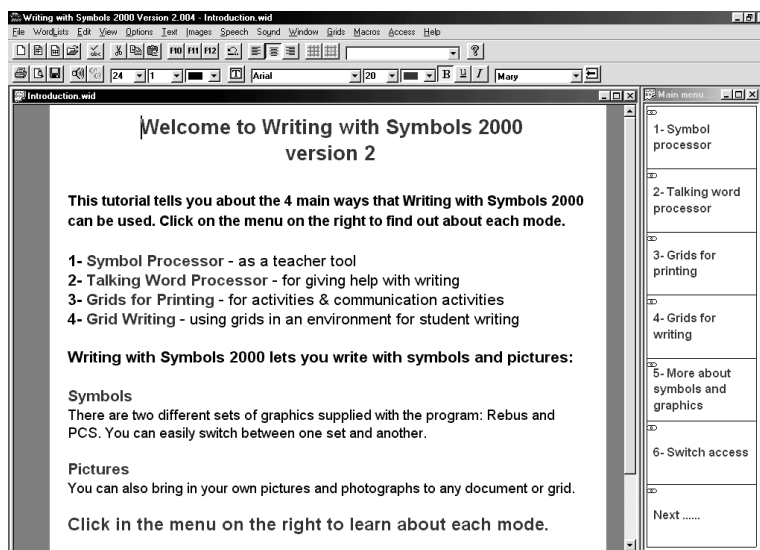 Writing with Symbols 2000 Version 2.004 - Introduction.wid
File WordLists Edit View Options Text Images Speech Sound Window Grids Macros Access Help
F10 F11 F12
24 1 Arial 20 B U I Mary
Introduction.wid
Welcome to Writing with Symbols 2000
version 2
This tutorial tells you about the 4 main ways that Writing with Symbols 2000
can be used. Click on the menu on the right to find out about each mode.
1- Symbol Processor - as a teacher tool
2- Talking Word Processor - for giving help with writing
3- Grids for Printing - for activities & communication activities
4- Grid Writing - using grids in an environment for student writing
Writing with Symbols 2000 lets you write with symbols and pictures:
Symbols
There are two different sets of graphics supplied with the program: Rebus and
PCS. You can easily switch between one set and another.
Pictures
You can also bring in your own pictures and photographs to any document or grid.
Click in the menu on the right to learn about each mode.
Main menu...
1- Symbol
processor
2- Talking word
processor
3- Grids for
printing
4- Grids for
writing
5- More about
symbols and
graphics
6- Switch access
Next ......